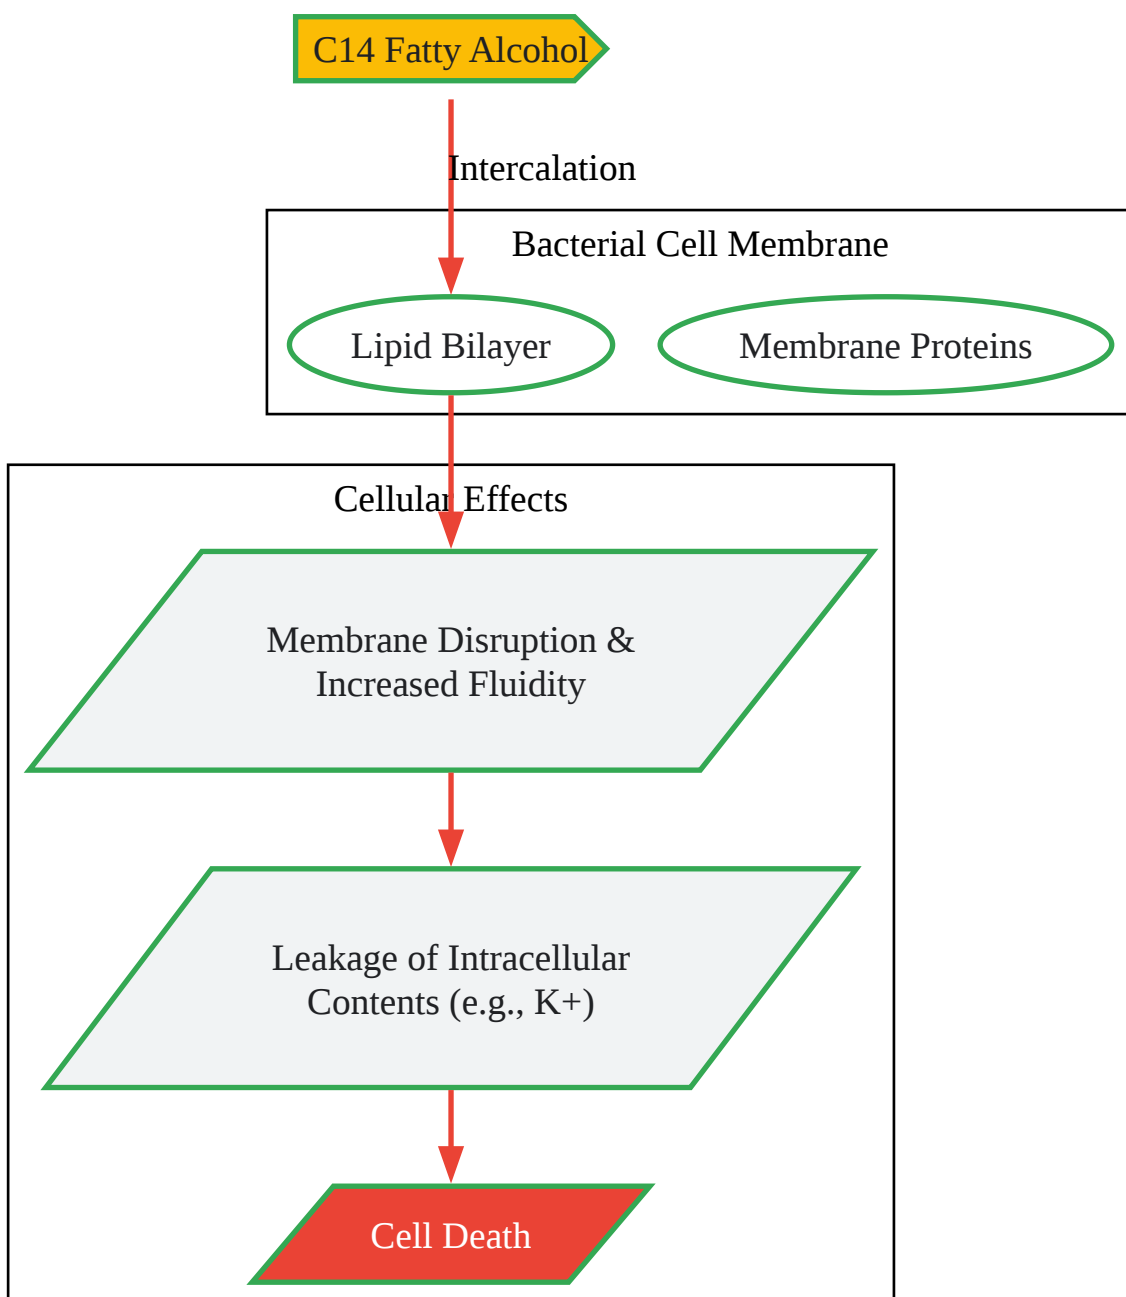 C14 Fatty Alcohol
Intercalation
Bacterial Cell Membrane
Lipid Bilayer
Membrane Proteins
Cellular Effects
Membrane Disruption &
Increased Fluidity
Leakage of Intracellular
Contents (e.g., K+)
Cell Death